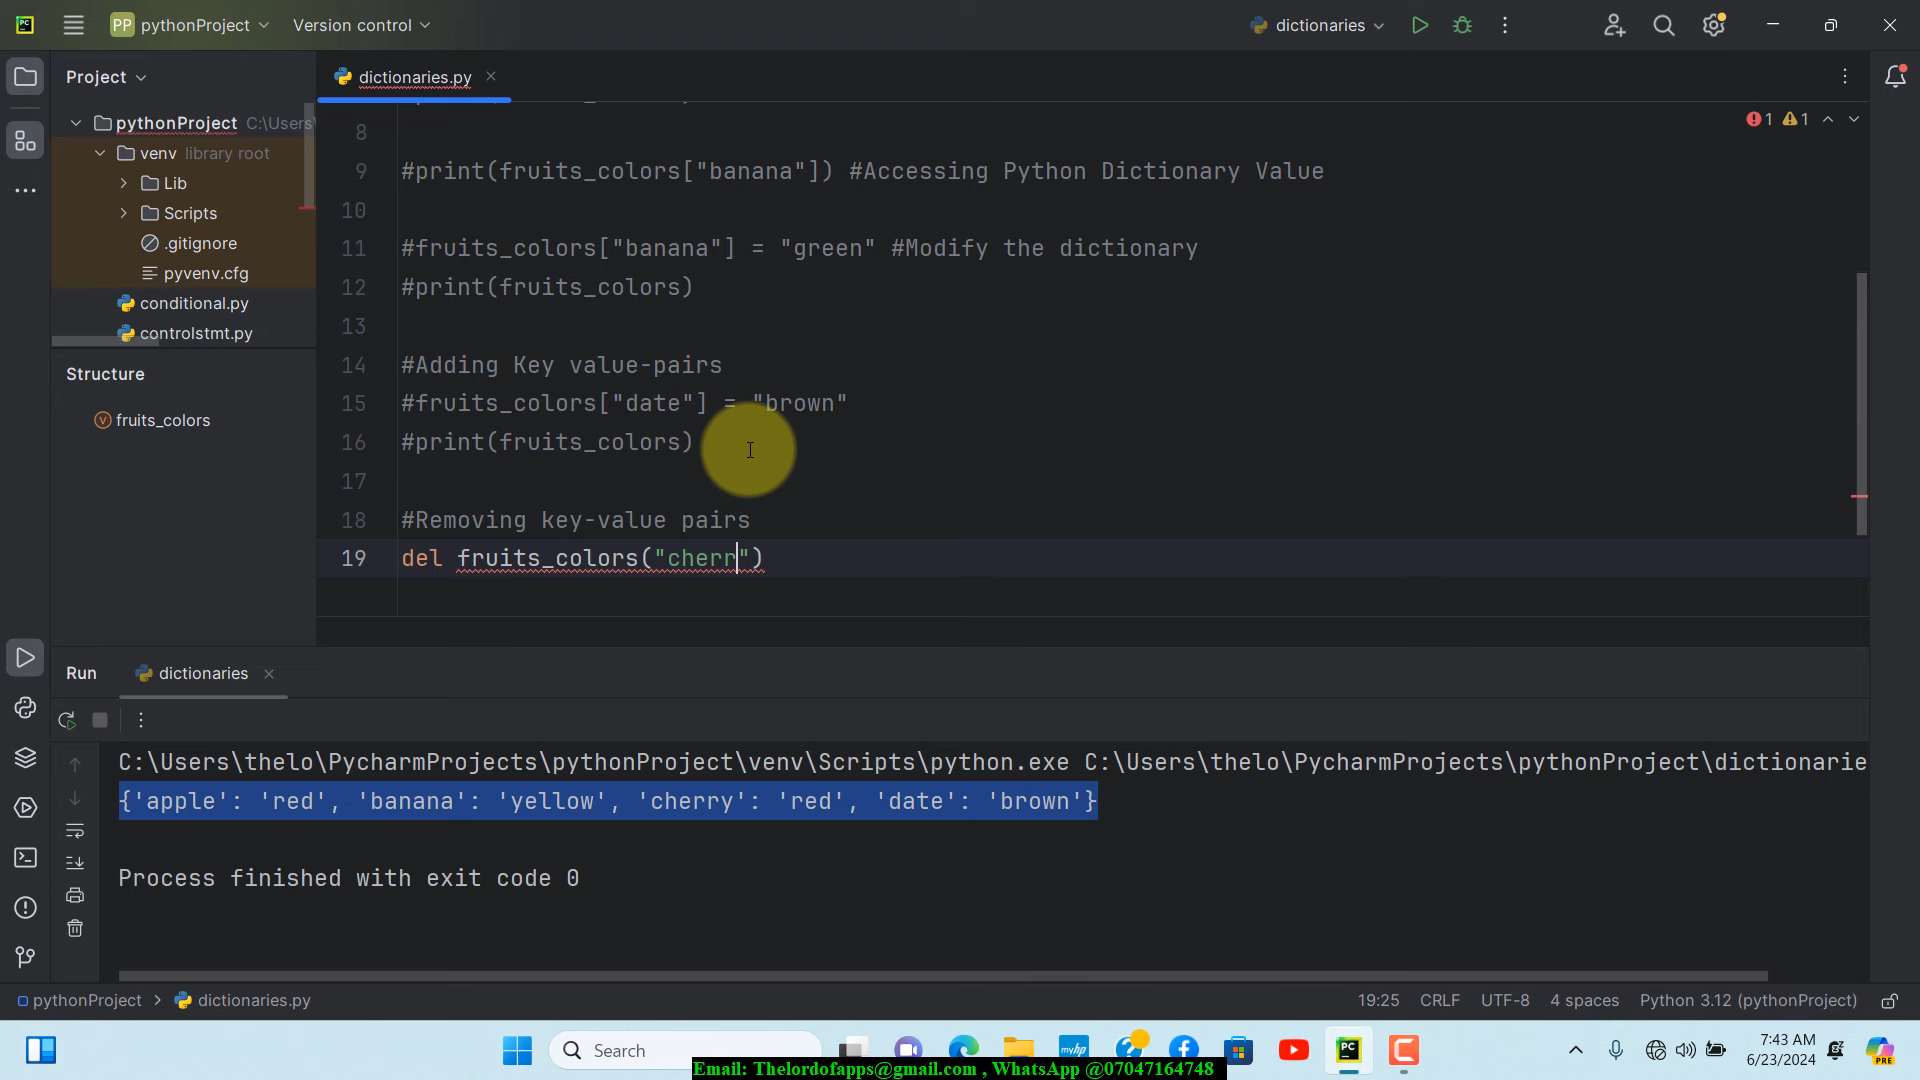 PP pythonProject Version control dictionaries
Project dictionaries.py
pythonProject C:\Users\
venv library root
Lib
Scripts
.gitignore
pyvenv.cfg
conditional.py
controlstmt.py
Structure
fruits_colors
1 1
8
9 #print(fruits_colors["banana"]) #Accessing Python Dictionary Value
10
11 #fruits_colors["banana"] = "green" #Modify the dictionary
12 #print(fruits_colors)
13
14 #Adding Key value-pairs
15 #fruits_colors["date"] = "brown"
16 #print(fruits_colors)
17
18 #Removing key-value pairs
19 del fruits_colors("cherr")
Run dictionaries
C:\Users\thelo\PycharmProjects\pythonProject\venv\Scripts\python.exe C:\Users\thelo\PycharmProjects\pythonProject\dictionarie
{'apple': 'red', 'banana': 'yellow', 'cherry': 'red', 'date': 'brown'}
Process finished with exit code 0
pythonProject > dictionaries.py 19:25 CRLF UTF-8 4 spaces Python 3.12 (pythonProject)
Search
7:43 AM
6/23/2024
Email: Thelordofapps@gmail.com , WhatsApp @07047164748